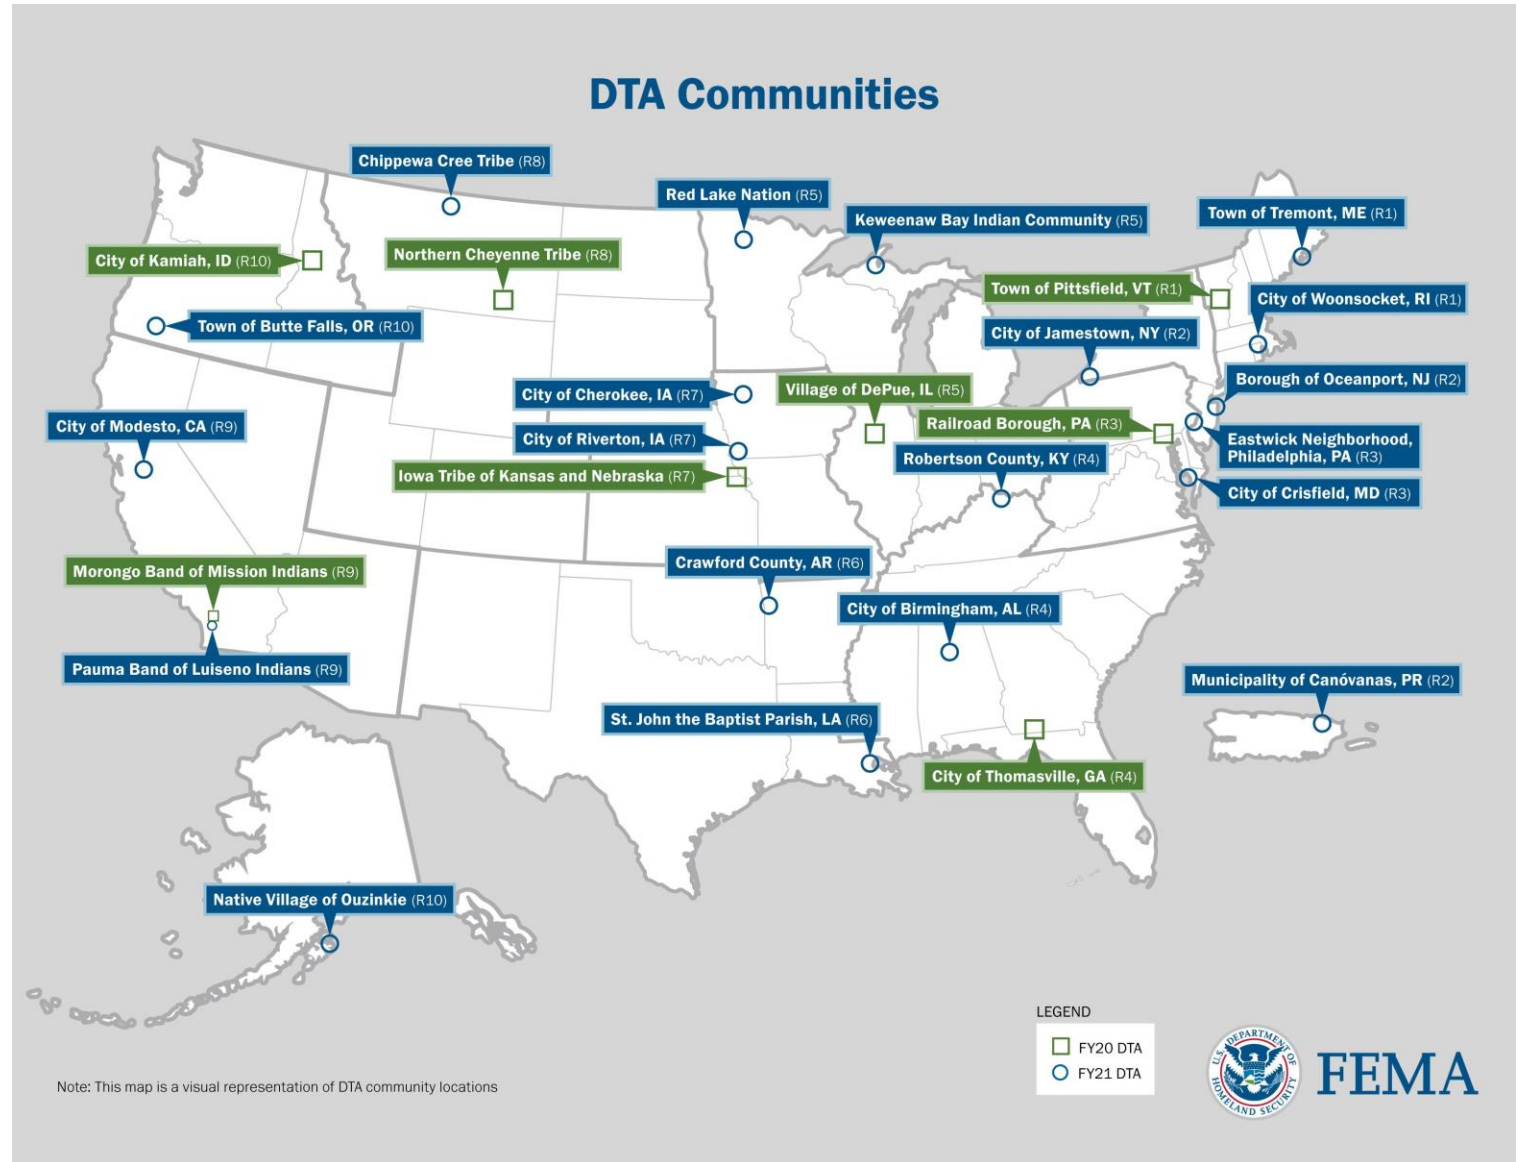 DTA Communities
Chippewa Cree Tribe (R8)
Red Lake Nation (R5)
Keweenaw Bay Indian Community (R5)
Town of Tremont, ME (R1)
City of Kamiah, ID (R10)
Northern Cheyenne Tribe (R8)
Town of Pittsfield, VT (R1)
City of Woonsocket, RI (R1)
Town of Butte Falls, OR (R10)
City of Jamestown, NY (R2)
City of Cherokee, IA (R7)
Village of DePue, IL (R5)
Borough of Oceanport, NJ (R2)
City of Modesto, CA (R9)
City of Riverton, IA (R7)
Railroad Borough, PA (R3)
Eastwick Neighborhood,
Philadelphia, PA (R3)
Iowa Tribe of Kansas and Nebraska (R7)
Robertson County, KY (R4)
City of Crisfield, MD (R3)
Morongo Band of Mission Indians (R9)
Crawford County, AR (R6)
City of Birmingham, AL (R4)
Pauma Band of Luiseno Indians (R9)
Municipality of Canóvanas, PR (R2)
St. John the Baptist Parish, LA (R6)
City of Thomasville, GA (R4)
Native Village of Ouzinkie (R10)
LEGEND
FY20 DTA
FY21 DTA
Note: This map is a visual representation of DTA community locations
U.S. DEPARTMENT OF
HOMELAND SECURITY
FEMA